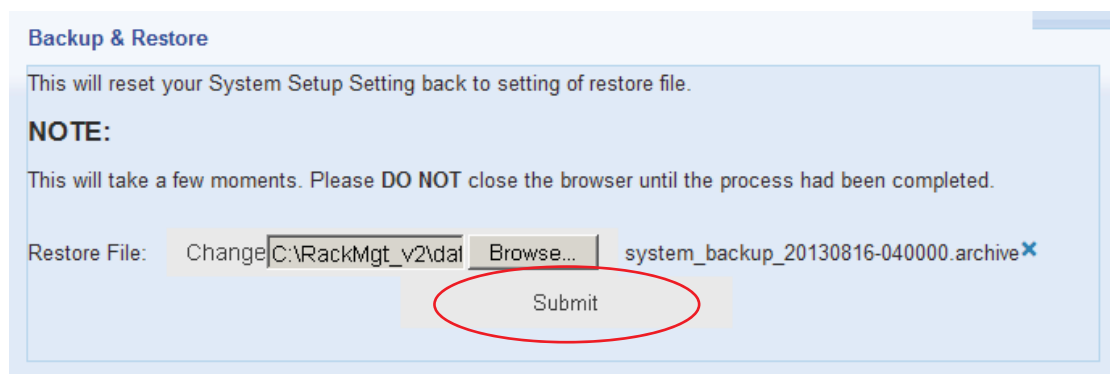 Backup & Restore
This will reset your System Setup Setting back to setting of restore file.
NOTE:
This will take a few moments. Please DO NOT close the browser until the process had been completed.
Restore File: Change C:\RackMgt_v2\dat Browse... system_backup_20130816-040000.archive
Submit